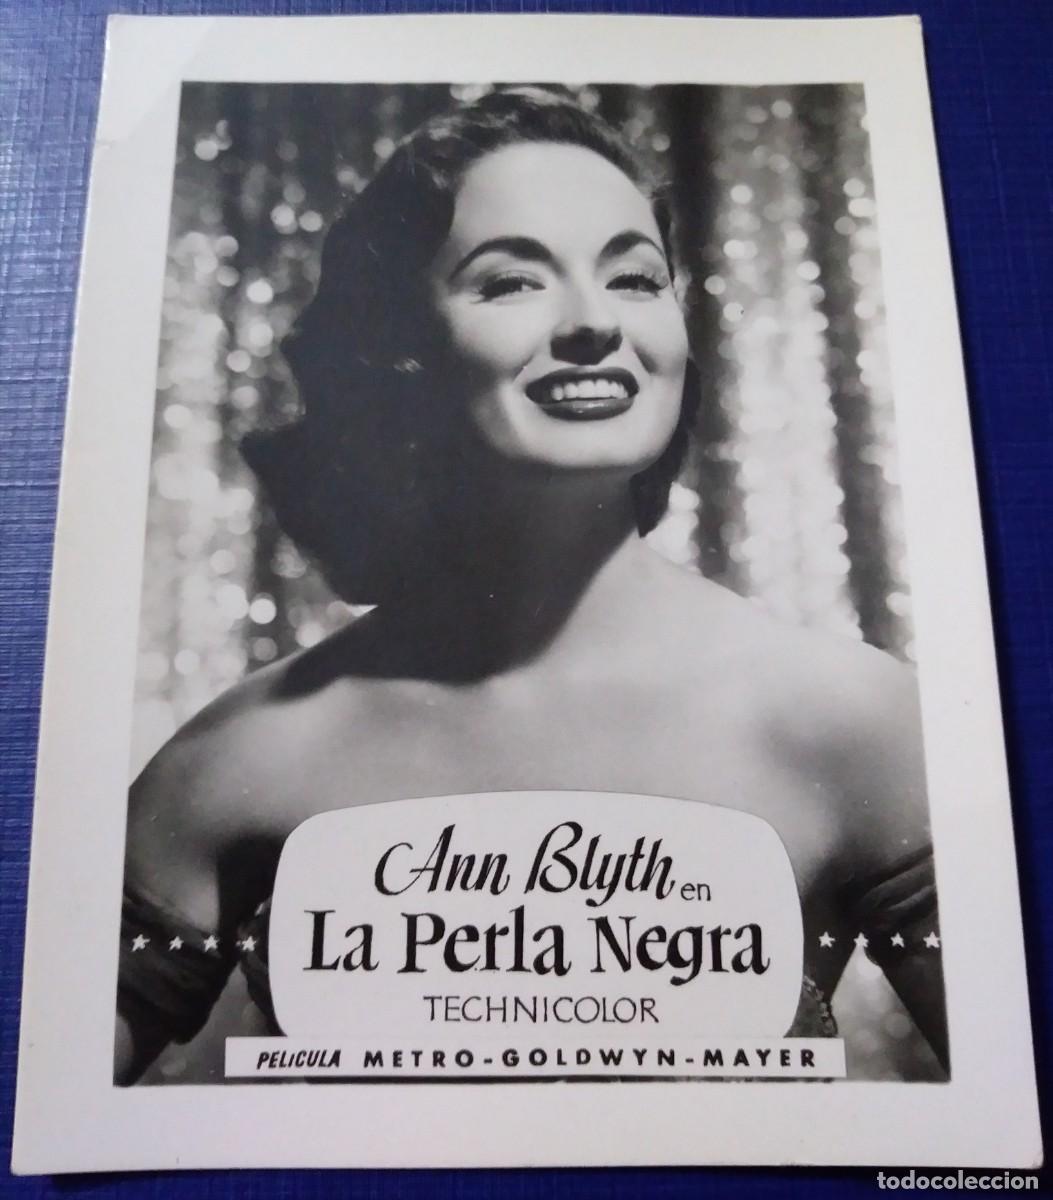 Ann Blyth en
La Perla Negra
TECHNICOLOR
PELICULA METRO-GOLDWYN-MAYER
todocoleccion